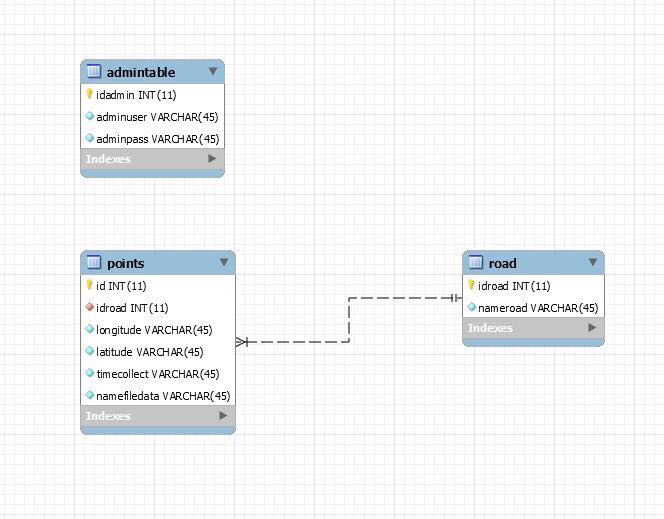 admintable
idadmin INT(11)
adminuser VARCHAR(45)
adminpass VARCHAR(45)
Indexes
points
id INT(11)
idroad INT(11)
longitude VARCHAR(45)
latitude VARCHAR(45)
timecollect VARCHAR(45)
namefiledata VARCHAR(45)
Indexes
road
idroad INT(11)
nameroad VARCHAR(45)
Indexes